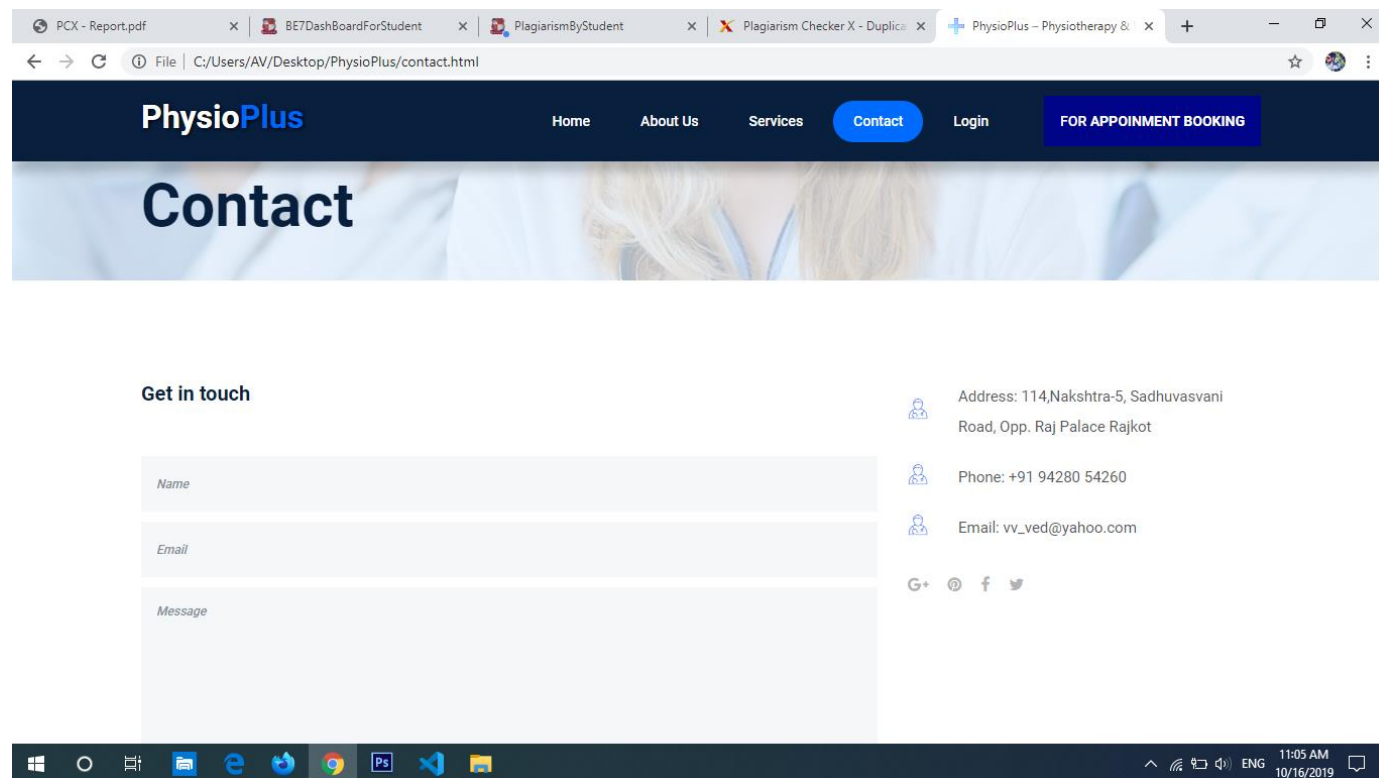 PCX - Report.pdf
BE7DashBoardForStudent
PlagiarismByStudent
Plagiarism Checker X - Duplica
PhysioPlus – Physiotherapy &
File | C:/Users/AV/Desktop/PhysioPlus/contact.html
PhysioPlus
Home
About Us
Services
Contact
Login
FOR APPOINMENT BOOKING
Contact
Get in touch
Name
Email
Message
Address: 114,Nakshtra-5, Sadhuvasvani
Road, Opp. Raj Palace Rajkot
Phone: +91 94280 54260
Email: vv_ved@yahoo.com
G+
Ps
ENG
11:05 AM
10/16/2019